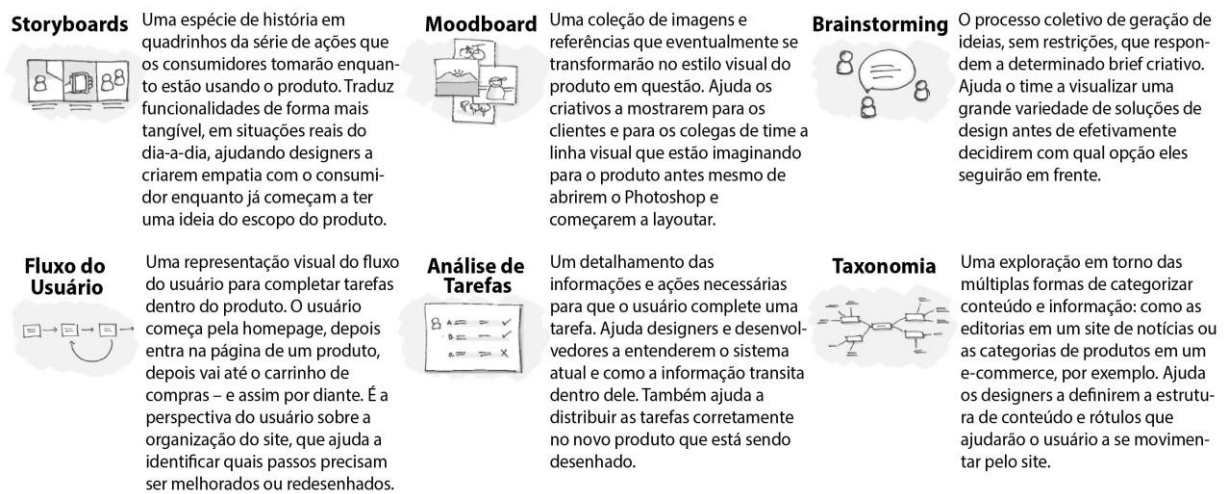 Storyboards
Uma espécie de história em
quadrinhos da série de ações que
os consumidores tomarão enquan-
to estão usando o produto. Traduz
funcionalidades de forma mais
tangível, em situações reais do
dia-a-dia, ajudando designers a
criarem empatia com o consumi-
dor enquanto já começam a ter
uma ideia do escopo do produto.
Moodboard
Uma coleção de imagens e
referências que eventualmente se
transformarão no estilo visual do
produto em questão. Ajuda os
criativos a mostrarem para os
clientes e para os colegas de time a
linha visual que estão imaginando
para o produto antes mesmo de
abrirem o Photoshop e
começarem a layoutar.
Brainstorming
O processo coletivo de geração de
ideias, sem restrições, que respon-
dem a determinado brief criativo.
Ajuda o time a visualizar uma
grande variedade de soluções de
design antes de efetivamente
decidirem com qual opção eles
seguirão em frente.
Fluxo do
Usuário
Uma representação visual do fluxo
do usuário para completar tarefas
dentro do produto. O usuário
começa pela homepage, depois
entra na página de um produto,
depois vai até o carrinho de
compras – e assim por diante. É a
perspectiva do usuário sobre a
organização do site, que ajuda a
identificar quais passos precisam
ser melhorados ou redesenhados.
Análise de
Tarefas
A
B
Um detalhamento das
informações e ações necessárias
para que o usuário complete uma
tarefa. Ajuda designers e desenvol-
vedores a entenderem o sistema
atual e como a informação transita
dentro dele. Também ajuda a
distribuir as tarefas corretamente
no novo produto que está sendo
desenhado.
Taxonomia
Uma exploração em torno das
múltiplas formas de categorizar
conteúdo e informação: como as
editorias em um site de notícias ou
as categorias de produtos em um
e-commerce, por exemplo. Ajuda
os designers a definirem a estrutu-
ra de conteúdo e rótulos que
ajudarão o usuário a se movimen-
tar pelo site.